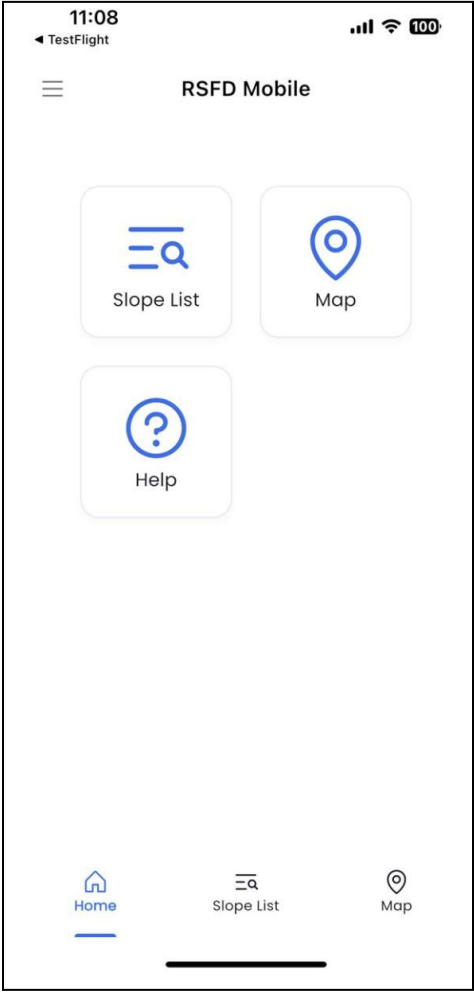 11:08
◀ TestFlight
100
RSFD Mobile
Slope List
Map
Help
Home
Slope List
Map